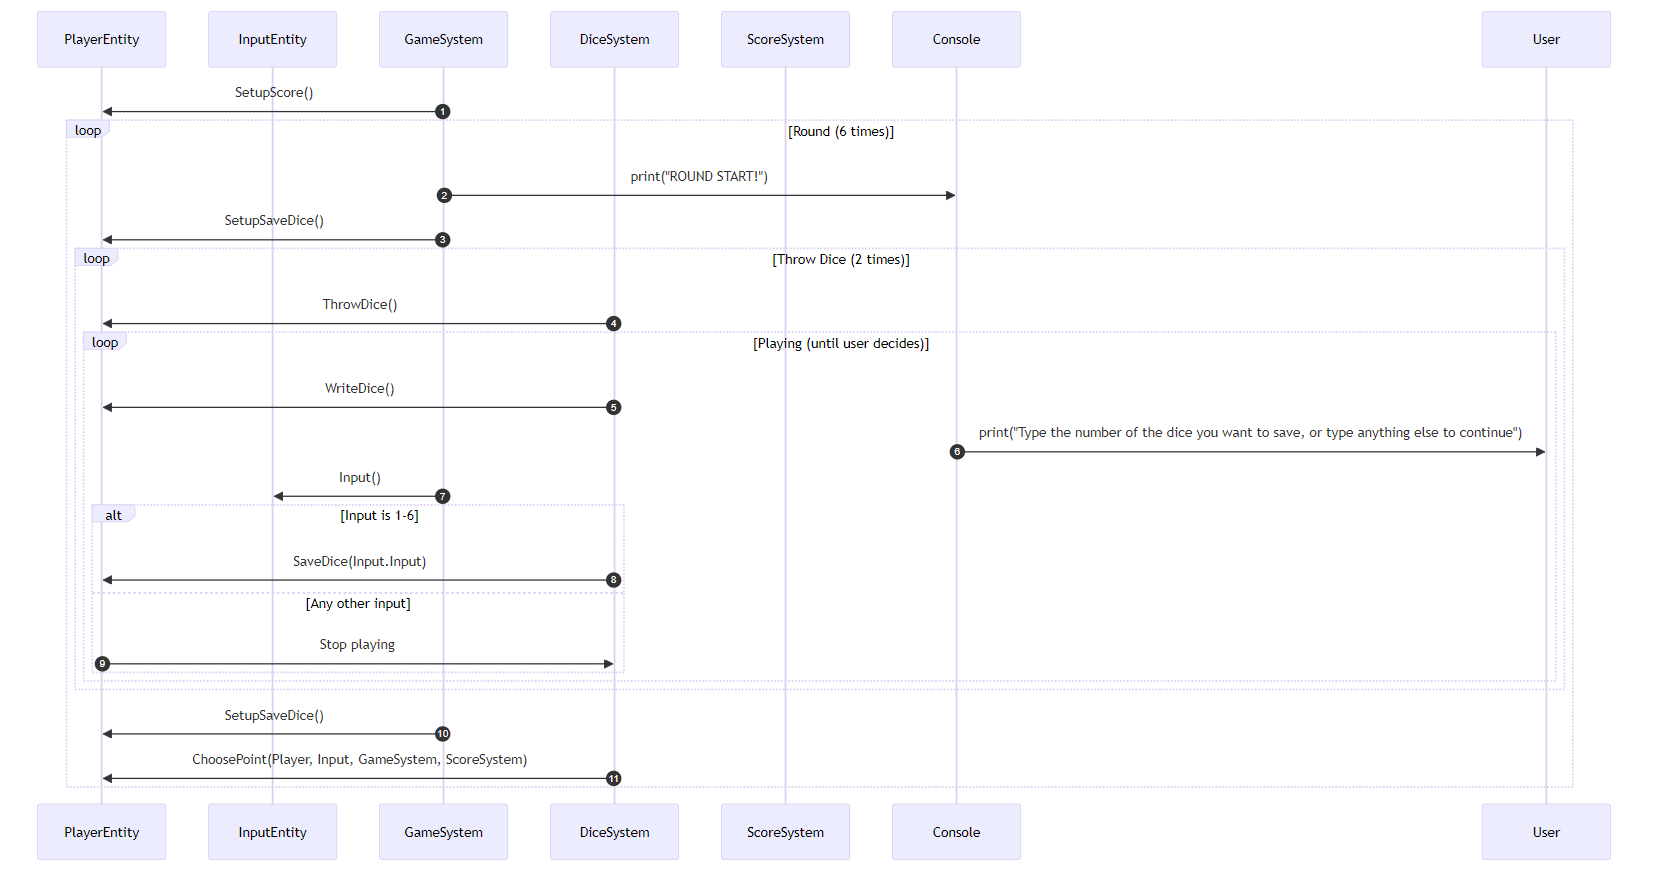 PlayerEntity
InputEntity
GameSystem
DiceSystem
ScoreSystem
Console
User
SetupScore()
1
loop
[Round (6 times)]
print("ROUND START!")
2
SetupSaveDice()
3
loop
[Throw Dice (2 times)]
ThrowDice()
4
loop
[Playing (until user decides)]
WriteDice()
5
print("Type the number of the dice you want to save, or type anything else to continue")
6
Input()
7
alt
[Input is 1-6]
SaveDice(Input.Input)
8
[Any other input]
Stop playing
9
SetupSaveDice()
10
ChoosePoint(Player, Input, GameSystem, ScoreSystem)
11
PlayerEntity
InputEntity
GameSystem
DiceSystem
ScoreSystem
Console
User